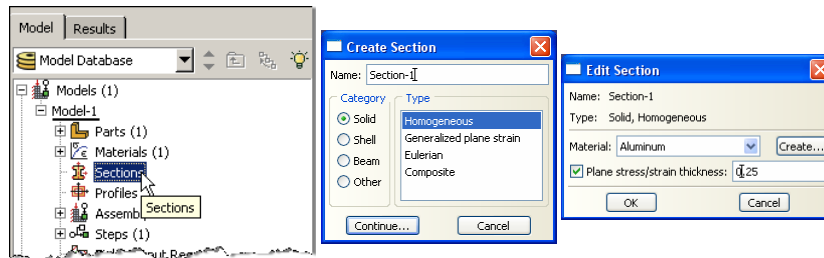 Model Results
Model Database
Models (1)
Model-1
Parts (1)
Materials (1)
Sections
Profiles
Assemb
Sections
Steps (1)
Create Section
Name: Section-1
Category Type
Solid Homogeneous
Shell Generalized plane strain
Beam Eulerian
Other Composite
Continue... Cancel
Edit Section
Name: Section-1
Type: Solid, Homogeneous
Material: Aluminum Create...
Plane stress/strain thickness: 0.25
OK Cancel